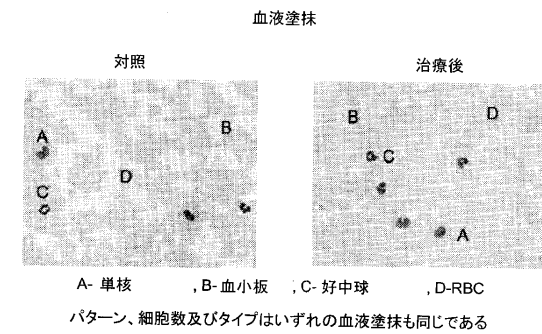 血液塗抹
対照
治療後
A
B
C
D
B
D
C
A
A- 単核 , B- 血小板 , C- 好中球 , D-RBC
パターン、細胞数及びタイプはいずれの血液塗抹も同じである